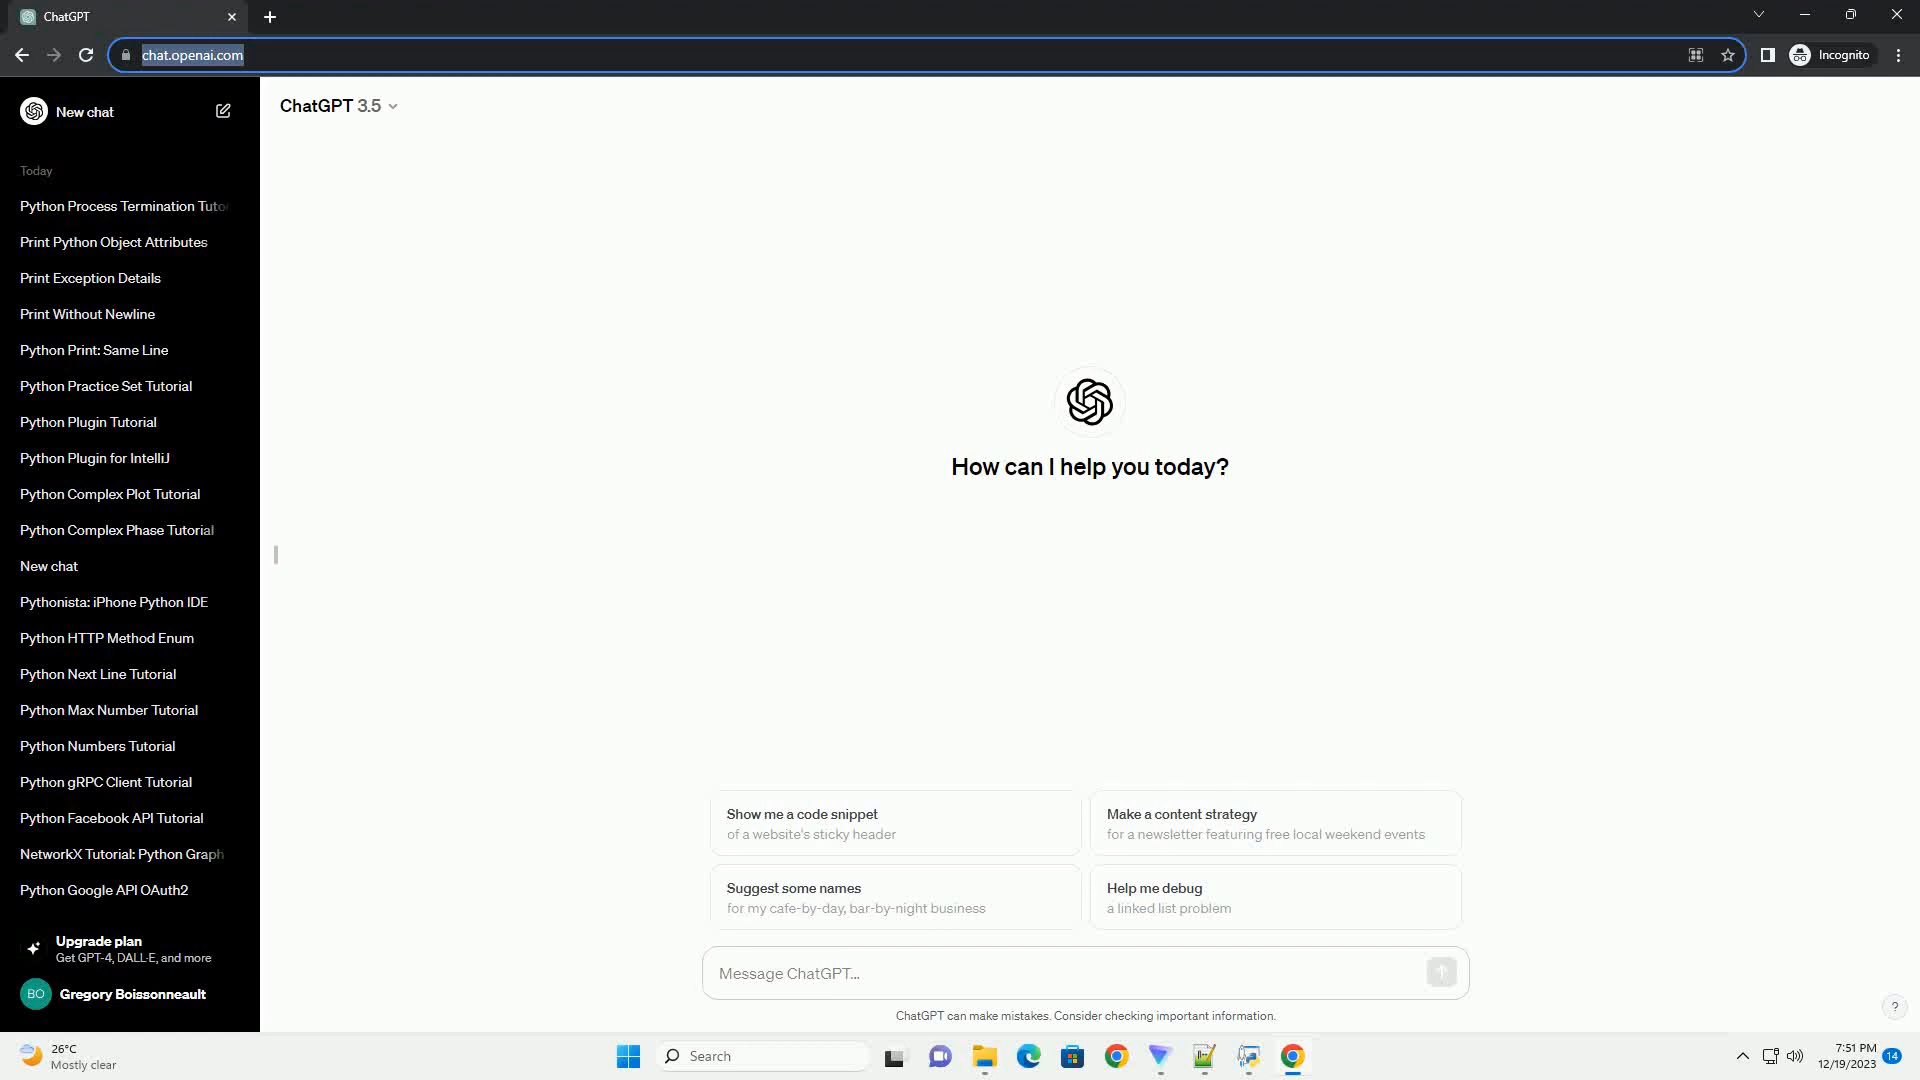 ChatGPT
chat.openai.com
Incognito
New chat
ChatGPT 3.5
Today
Python Process Termination Tuto
Print Python Object Attributes
Print Exception Details
Print Without Newline
Python Print: Same Line
Python Practice Set Tutorial
Python Plugin Tutorial
Python Plugin for IntelliJ
Python Complex Plot Tutorial
Python Complex Phase Tutorial
New chat
Pythonista: iPhone Python IDE
Python HTTP Method Enum
Python Next Line Tutorial
Python Max Number Tutorial
Python Numbers Tutorial
Python gRPC Client Tutorial
Python Facebook API Tutorial
NetworkX Tutorial: Python Graph
Python Google API OAuth2
Upgrade plan
Get GPT-4, DALL·E, and more
BO
Gregory Boissonneault
How can I help you today?
Show me a code snippet
of a website's sticky header
Make a content strategy
for a newsletter featuring free local weekend events
Suggest some names
for my cafe-by-day, bar-by-night business
Help me debug
a linked list problem
Message ChatGPT...
ChatGPT can make mistakes. Consider checking important information.
?
26°C
Mostly clear
Search
7:51 PM
12/19/2023
14